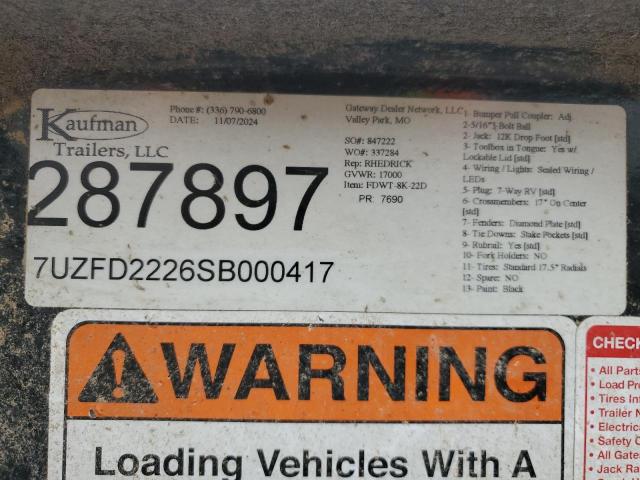 Kaufman
Trailers, LLC
Phone #: (336) 790-6800
DATE: 11/07/2024
287897
7UZFD2226SB000417
Gateway Dealer Network, LLC
Valley Park, MO
SO#: 847222
WO#: 337284
Rep: RHEDRICK
GVWR: 17000
Item: FDWT-8K-22D
PR: 7690
1- Bumper Pull Coupler: Adj.
2-5/16" 3-Bolt Ball
2- Jack: 12K Drop Foot [std]
3- Toolbox in Tongue: Yes w/
Lockable Lid [std]
4- Wiring / Lights: Sealed Wiring /
LEDs
5- Plug: 7-Way RV [std]
6- Crossmembers: 17" On Center
[std]
7- Fenders: Diamond Plate [std]
8- Tie Downs: Stake Pockets [std]
9- Rubrail: Yes [std]
10- Fork Holders: NO
11- Tires: Standard 17.5" Radials
12- Spare: NO
13- Paint: Black
WARNING
Loading Vehicles With A
CHECK
• All Parts
• Load Pr
• Tires Inf
• Trailer N
• Electrica
• Safety C
• All Gate
• Jack Ra